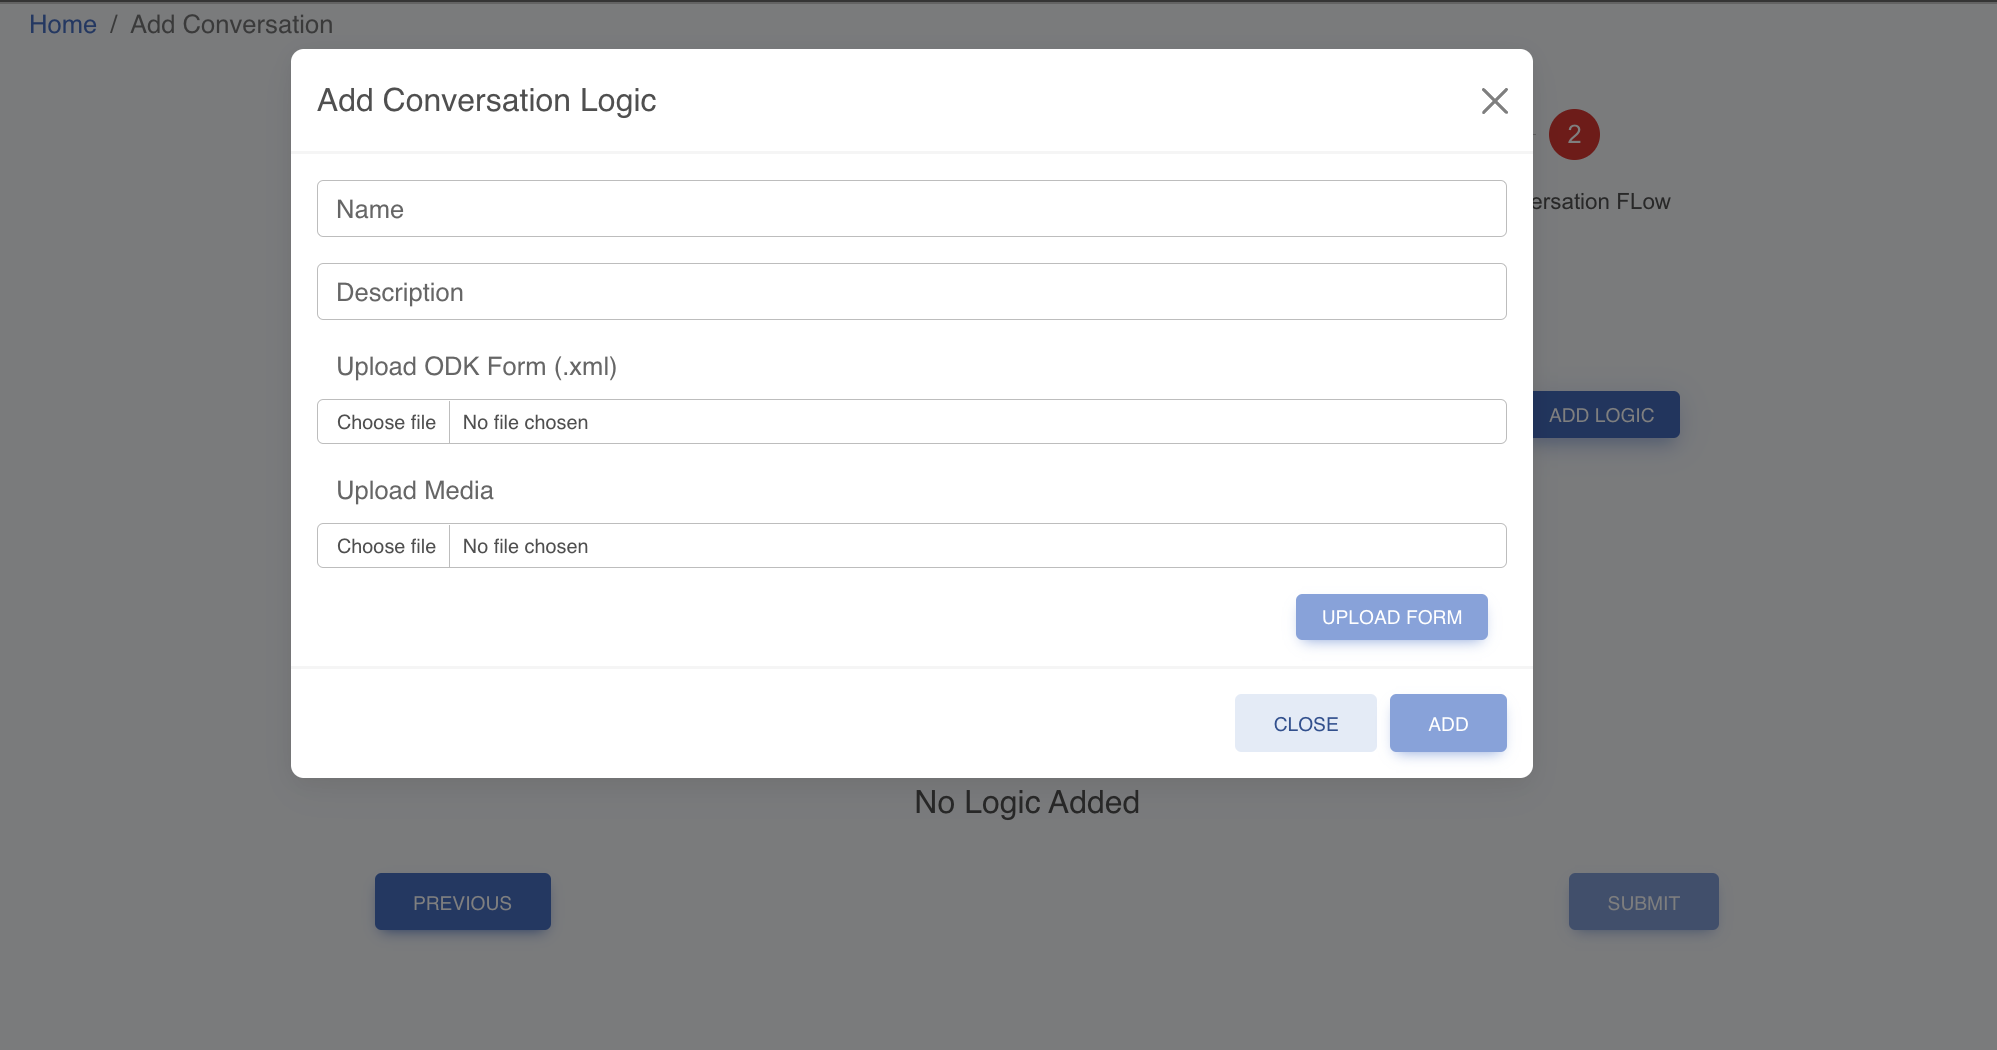 Home / Add Conversation
Add Conversation Logic
2
ersation FLow
Name
Description
Upload ODK Form (.xml)
Choose file No file chosen
ADD LOGIC
Upload Media
Choose file No file chosen
UPLOAD FORM
CLOSE ADD
No Logic Added
PREVIOUS SUBMIT